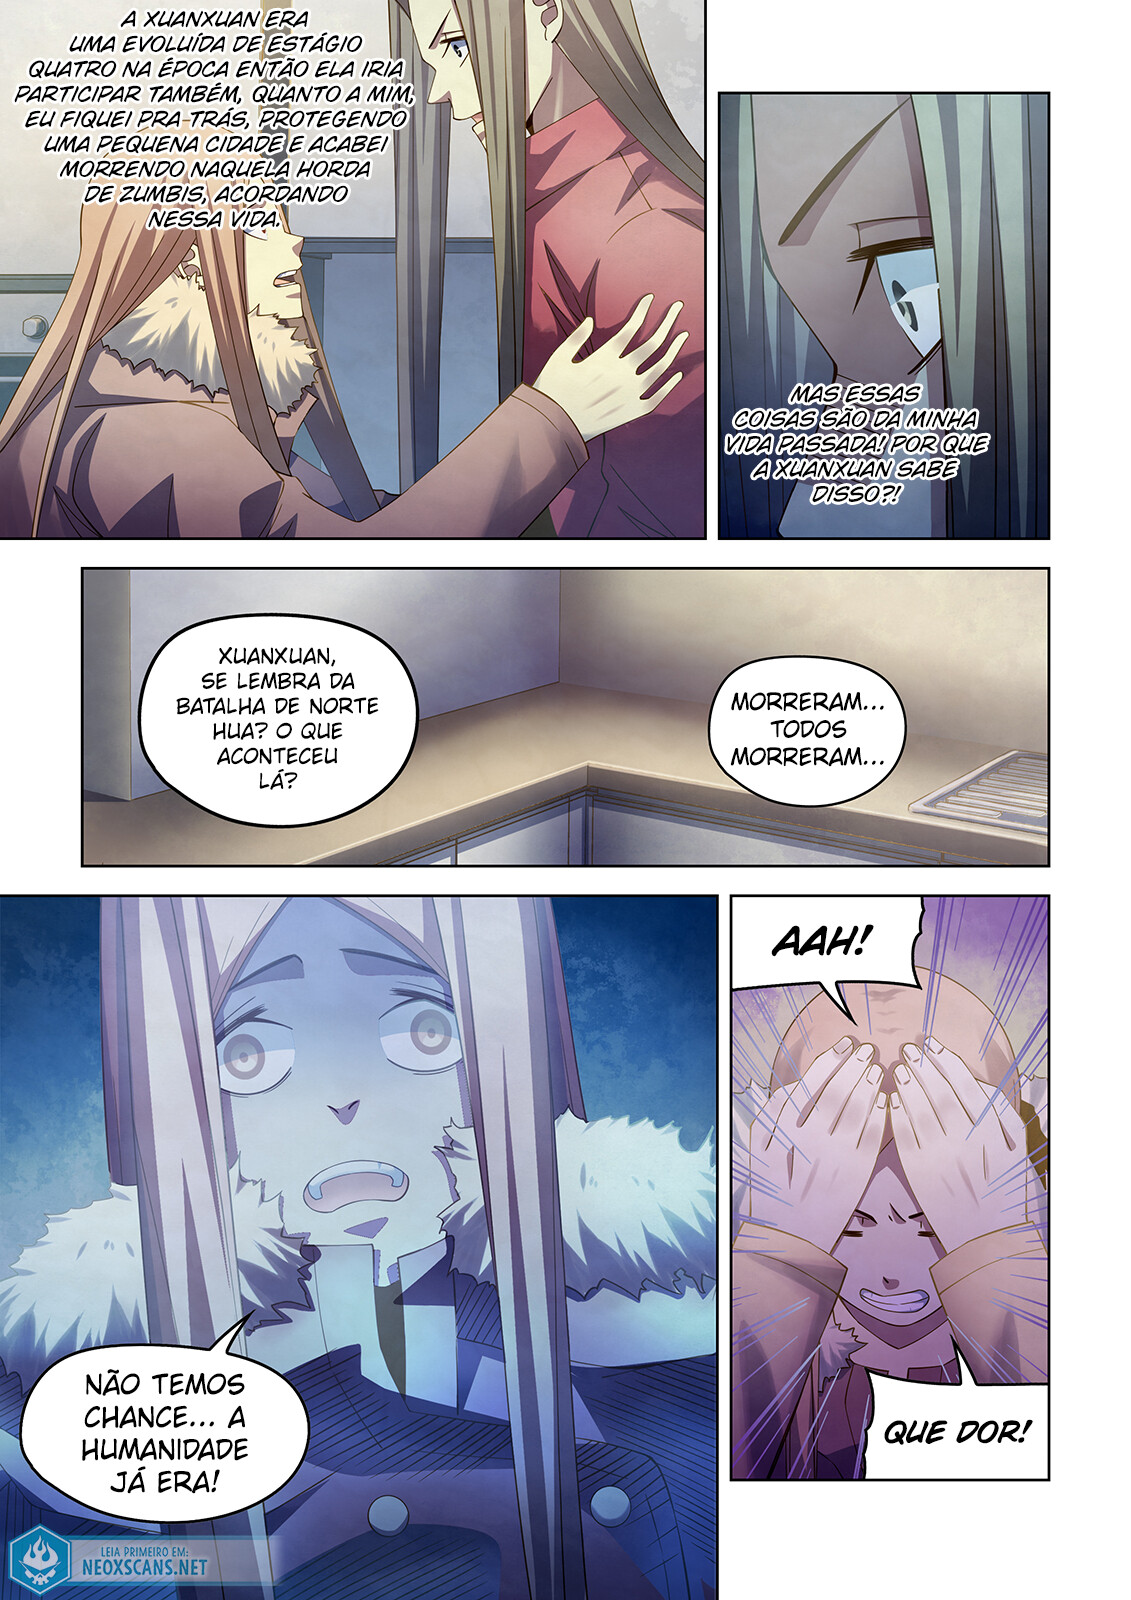 A XUANXUAN ERA
UMA EVOLUÍDA DE ESTÁGIO
QUATRO NA ÉPOCA ENTÃO ELA IRIA
PARTICIPAR TAMBÉM, QUANTO A MIM,
EU FIQUEI PRA TRÁS, PROTEGENDO
UMA PEQUENA CIDADE E ACABEI
MORRENDO NAQUELA HORDA
DE ZUMBIS, ACORDANDO
NESSA VIDA.
MAS ESSAS
COISAS SÃO DA MINHA
VIDA PASSADA! POR QUE
A XUANXUAN SABE
DISSO?!
XUANXUAN,
SE LEMBRA DA
BATALHA DE NORTE
HUA? O QUE
ACONTECEU
LÁ?
MORRERAM...
TODOS
MORRERAM...
NÃO TEMOS
CHANCE... A
HUMANIDADE
JÁ ERA!
AAH!
QUE DOR!
LEIA PRIMEIRO EM:
NEOXSCANS.NET